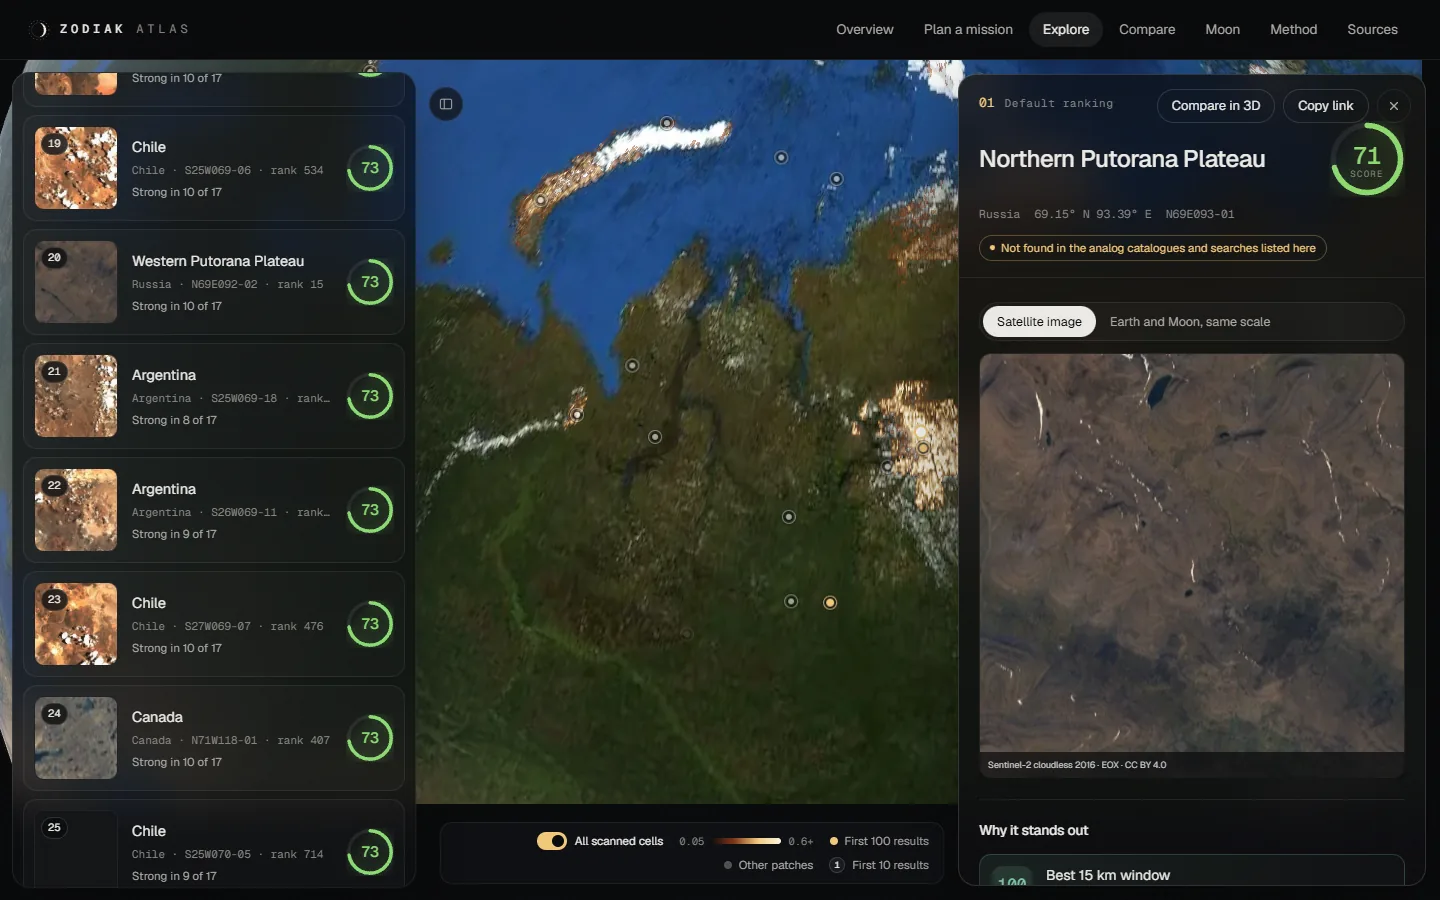 ZODIAK ATLAS
Overview
Plan a mission
Explore
Compare
Moon
Method
Sources
Strong in 10 of 17
19
Chile
Chile · S25W069-06 · rank 534
Strong in 10 of 17
73
20
Western Putorana Plateau
Russia · N69E092-02 · rank 15
Strong in 10 of 17
73
21
Argentina
Argentina · S25W069-18 · rank…
Strong in 8 of 17
73
22
Argentina
Argentina · S26W069-11 · rank…
Strong in 9 of 17
73
23
Chile
Chile · S27W069-07 · rank 476
Strong in 10 of 17
73
24
Canada
Canada · N71W118-01 · rank 407
Strong in 10 of 17
73
25
Chile
Chile · S25W070-05 · rank 714
Strong in 9 of 17
73
All scanned cells
0.05
0.6+
First 100 results
Other patches
1
First 10 results
01 Default ranking
Compare in 3D
Copy link
Northern Putorana Plateau
71
SCORE
Russia 69.15° N 93.39° E N69E093-01
Not found in the analog catalogues and searches listed here
Satellite image
Earth and Moon, same scale
Sentinel-2 cloudless 2016 · EOX · CC BY 4.0
Why it stands out
100
Best 15 km window